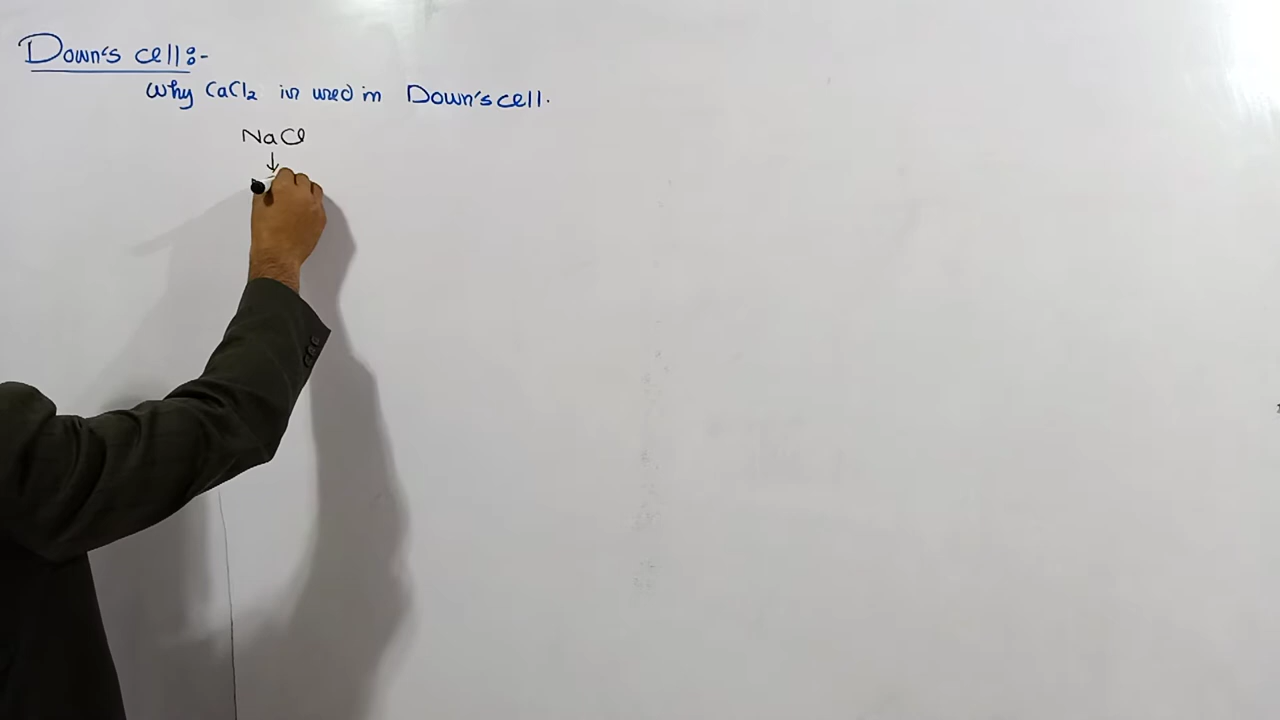 Down's cell:-
Why CaCl₂ is used in Down's cell.
NaCl
↓